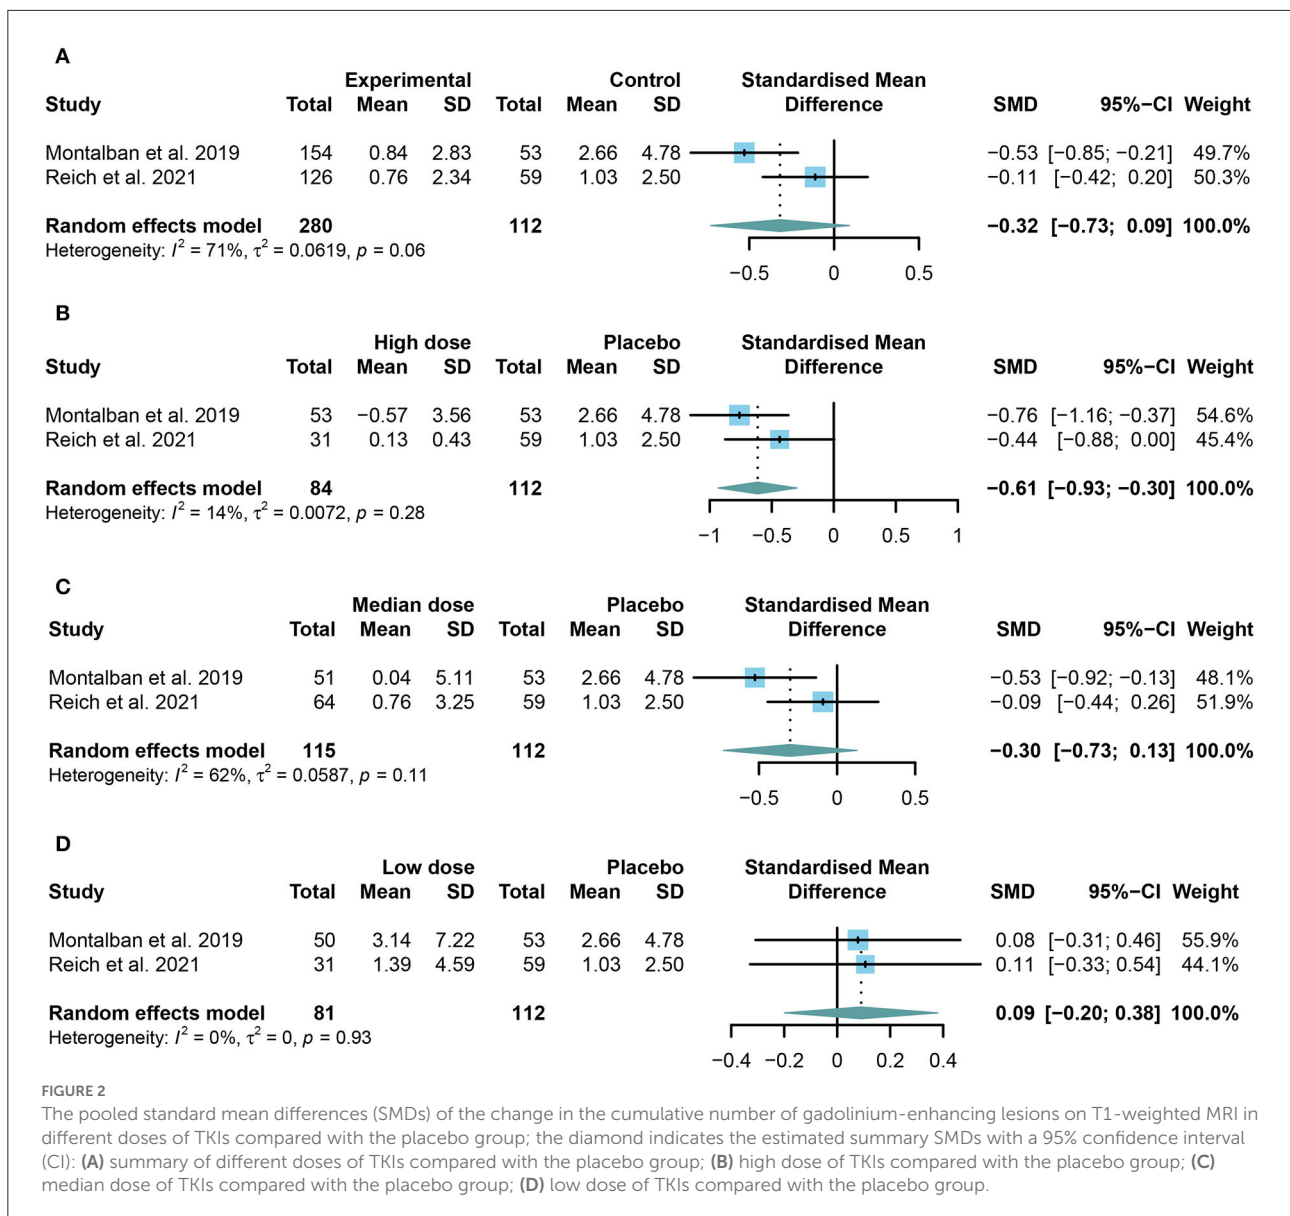 A
Experimental Control Standardised Mean
Study Total Mean SD Total Mean SD Difference SMD 95%−CI Weight
Montalban et al. 2019 154 0.84 2.83 53 2.66 4.78 −0.53 [−0.85; −0.21] 49.7%
Reich et al. 2021 126 0.76 2.34 59 1.03 2.50 −0.11 [−0.42; 0.20] 50.3%
Random effects model 280 112 −0.32 [−0.73; 0.09] 100.0%
Heterogeneity: I² = 71%, τ² = 0.0619, p = 0.06
−0.5 0 0.5
B
High dose Placebo Standardised Mean
Study Total Mean SD Total Mean SD Difference SMD 95%−CI Weight
Montalban et al. 2019 53 −0.57 3.56 53 2.66 4.78 −0.76 [−1.16; −0.37] 54.6%
Reich et al. 2021 31 0.13 0.43 59 1.03 2.50 −0.44 [−0.88; 0.00] 45.4%
Random effects model 84 112 −0.61 [−0.93; −0.30] 100.0%
Heterogeneity: I² = 14%, τ² = 0.0072, p = 0.28
−1 −0.5 0 0.5 1
C
Median dose Placebo Standardised Mean
Study Total Mean SD Total Mean SD Difference SMD 95%−CI Weight
Montalban et al. 2019 51 0.04 5.11 53 2.66 4.78 −0.53 [−0.92; −0.13] 48.1%
Reich et al. 2021 64 0.76 3.25 59 1.03 2.50 −0.09 [−0.44; 0.26] 51.9%
Random effects model 115 112 −0.30 [−0.73; 0.13] 100.0%
Heterogeneity: I² = 62%, τ² = 0.0587, p = 0.11
−0.5 0 0.5
D
Low dose Placebo Standardised Mean
Study Total Mean SD Total Mean SD Difference SMD 95%−CI Weight
Montalban et al. 2019 50 3.14 7.22 53 2.66 4.78 0.08 [−0.31; 0.46] 55.9%
Reich et al. 2021 31 1.39 4.59 59 1.03 2.50 0.11 [−0.33; 0.54] 44.1%
Random effects model 81 112 0.09 [−0.20; 0.38] 100.0%
Heterogeneity: I² = 0%, τ² = 0, p = 0.93
−0.4 −0.2 0 0.2 0.4
FIGURE 2
The pooled standard mean differences (SMDs) of the change in the cumulative number of gadolinium-enhancing lesions on T1-weighted MRI in
different doses of TKIs compared with the placebo group; the diamond indicates the estimated summary SMDs with a 95% confidence interval
(CI): (A) summary of different doses of TKIs compared with the placebo group; (B) high dose of TKIs compared with the placebo group; (C)
median dose of TKIs compared with the placebo group; (D) low dose of TKIs compared with the placebo group.